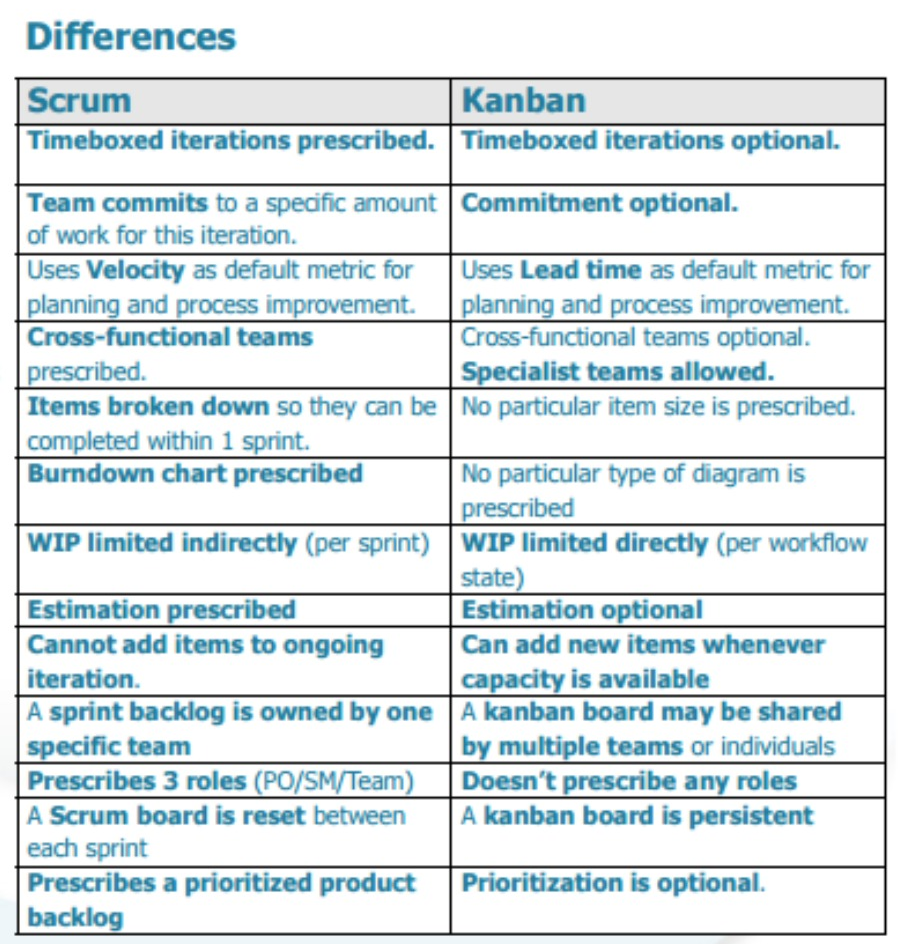 Differences
Scrum
Kanban
Timeboxed iterations prescribed.
Timeboxed iterations optional.
Team commits to a specific amount
of work for this iteration.
Commitment optional.
Uses Velocity as default metric for
planning and process improvement.
Uses Lead time as default metric for
planning and process improvement.
Cross-functional teams
prescribed.
Cross-functional teams optional.
Specialist teams allowed.
Items broken down so they can be
completed within 1 sprint.
No particular item size is prescribed.
Burndown chart prescribed
No particular type of diagram is
prescribed
WIP limited indirectly (per sprint)
WIP limited directly (per workflow
state)
Estimation prescribed
Estimation optional
Cannot add items to ongoing
iteration.
Can add new items whenever
capacity is available
A sprint backlog is owned by one
specific team
A kanban board may be shared
by multiple teams or individuals
Prescribes 3 roles (PO/SM/Team)
Doesn't prescribe any roles
A Scrum board is reset between
each sprint
A kanban board is persistent
Prescribes a prioritized product
backlog
Prioritization is optional.